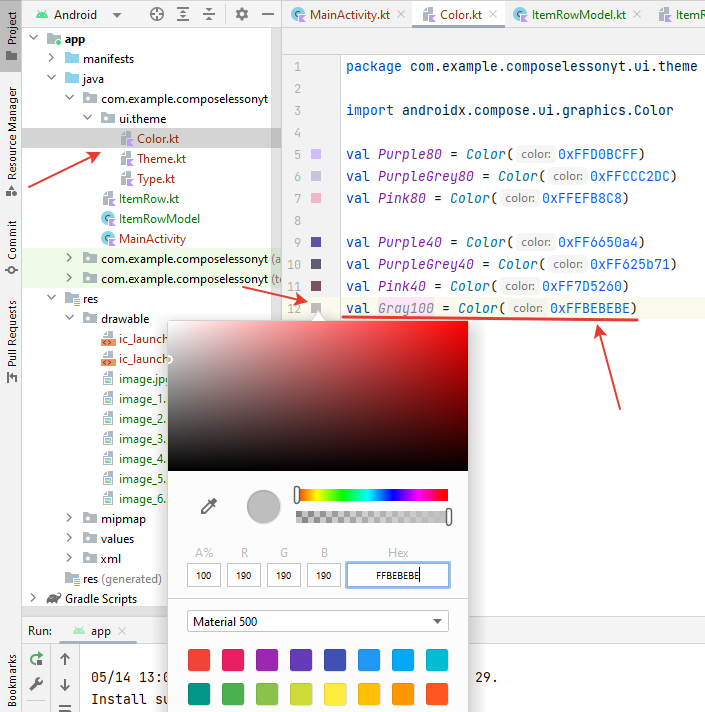 Project
Resource Manager
Commit
Pull Requests
Bookmarks
Android
app
manifests
java
com.example.composelessonyt
ui.theme
Color.kt
Theme.kt
Type.kt
ItemRow.kt
ItemRowModel
MainActivity
com.example.composelessonyt (a
com.example.composelessonyt (te
res
drawable
ic_launch
ic_launch
image.jpg
image_1.
image_2.
image_3.
image_4.
image_5.
image_6.
mipmap
values
xml
res (generated)
Gradle Scripts
MainActivity.kt
Color.kt
ItemRowModel.kt
ItemR
1 package com.example.composelessonyt.ui.theme
2
3 import androidx.compose.ui.graphics.Color
4
5 val Purple80 = Color( color: 0xFFD0BCFF)
6 val PurpleGrey80 = Color( color: 0xFFCCC2DC)
7 val Pink80 = Color( color: 0xFFEFB8C8)
8
9 val Purple40 = Color( color: 0xFF6650a4)
10 val PurpleGrey40 = Color( color: 0xFF625b71)
11 val Pink40 = Color( color: 0xFF7D5260)
12 val Gray100 = Color( color: 0xFFBEBEBE)
A% R G B Hex
100 190 190 190 FFBEBEBE
Material 500
Run: app
05/14 13:0
29.
Install su